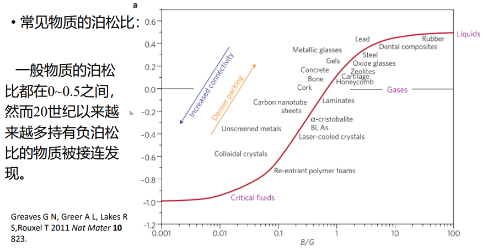 • 常见物质的泊松比：
一般物质的泊松
比都在0~0.5之间，
然而20世纪以来越
来越多持有负泊松
比的物质被接连发
现。
Greaves G N, Greer A L, Lakes R
S,Rouxel T 2011 Nat Mater 10
823.
a
0.6
0.4
0.2
0.0
−0.2
−0.4
−0.6
−0.8
−1.0
−1.2
ν
Increased connectivity
Denser packing
Lead
Rubber
Liquids
Metallic glasses
Dental composites
Steel
Gels
Oxide glasses
Concrete
Zeolites
Bone
Cartilage
Honeycomb
Cork
Gases
Carbon nanotube
sheets
Laminates
α-cristobalite
Unscreened metals
Bi, As
Laser-cooled crystals
Colloidal crystals
Re-entrant polymer foams
Critical fluids
0.001
0.01
0.1
1
10
100
B/G